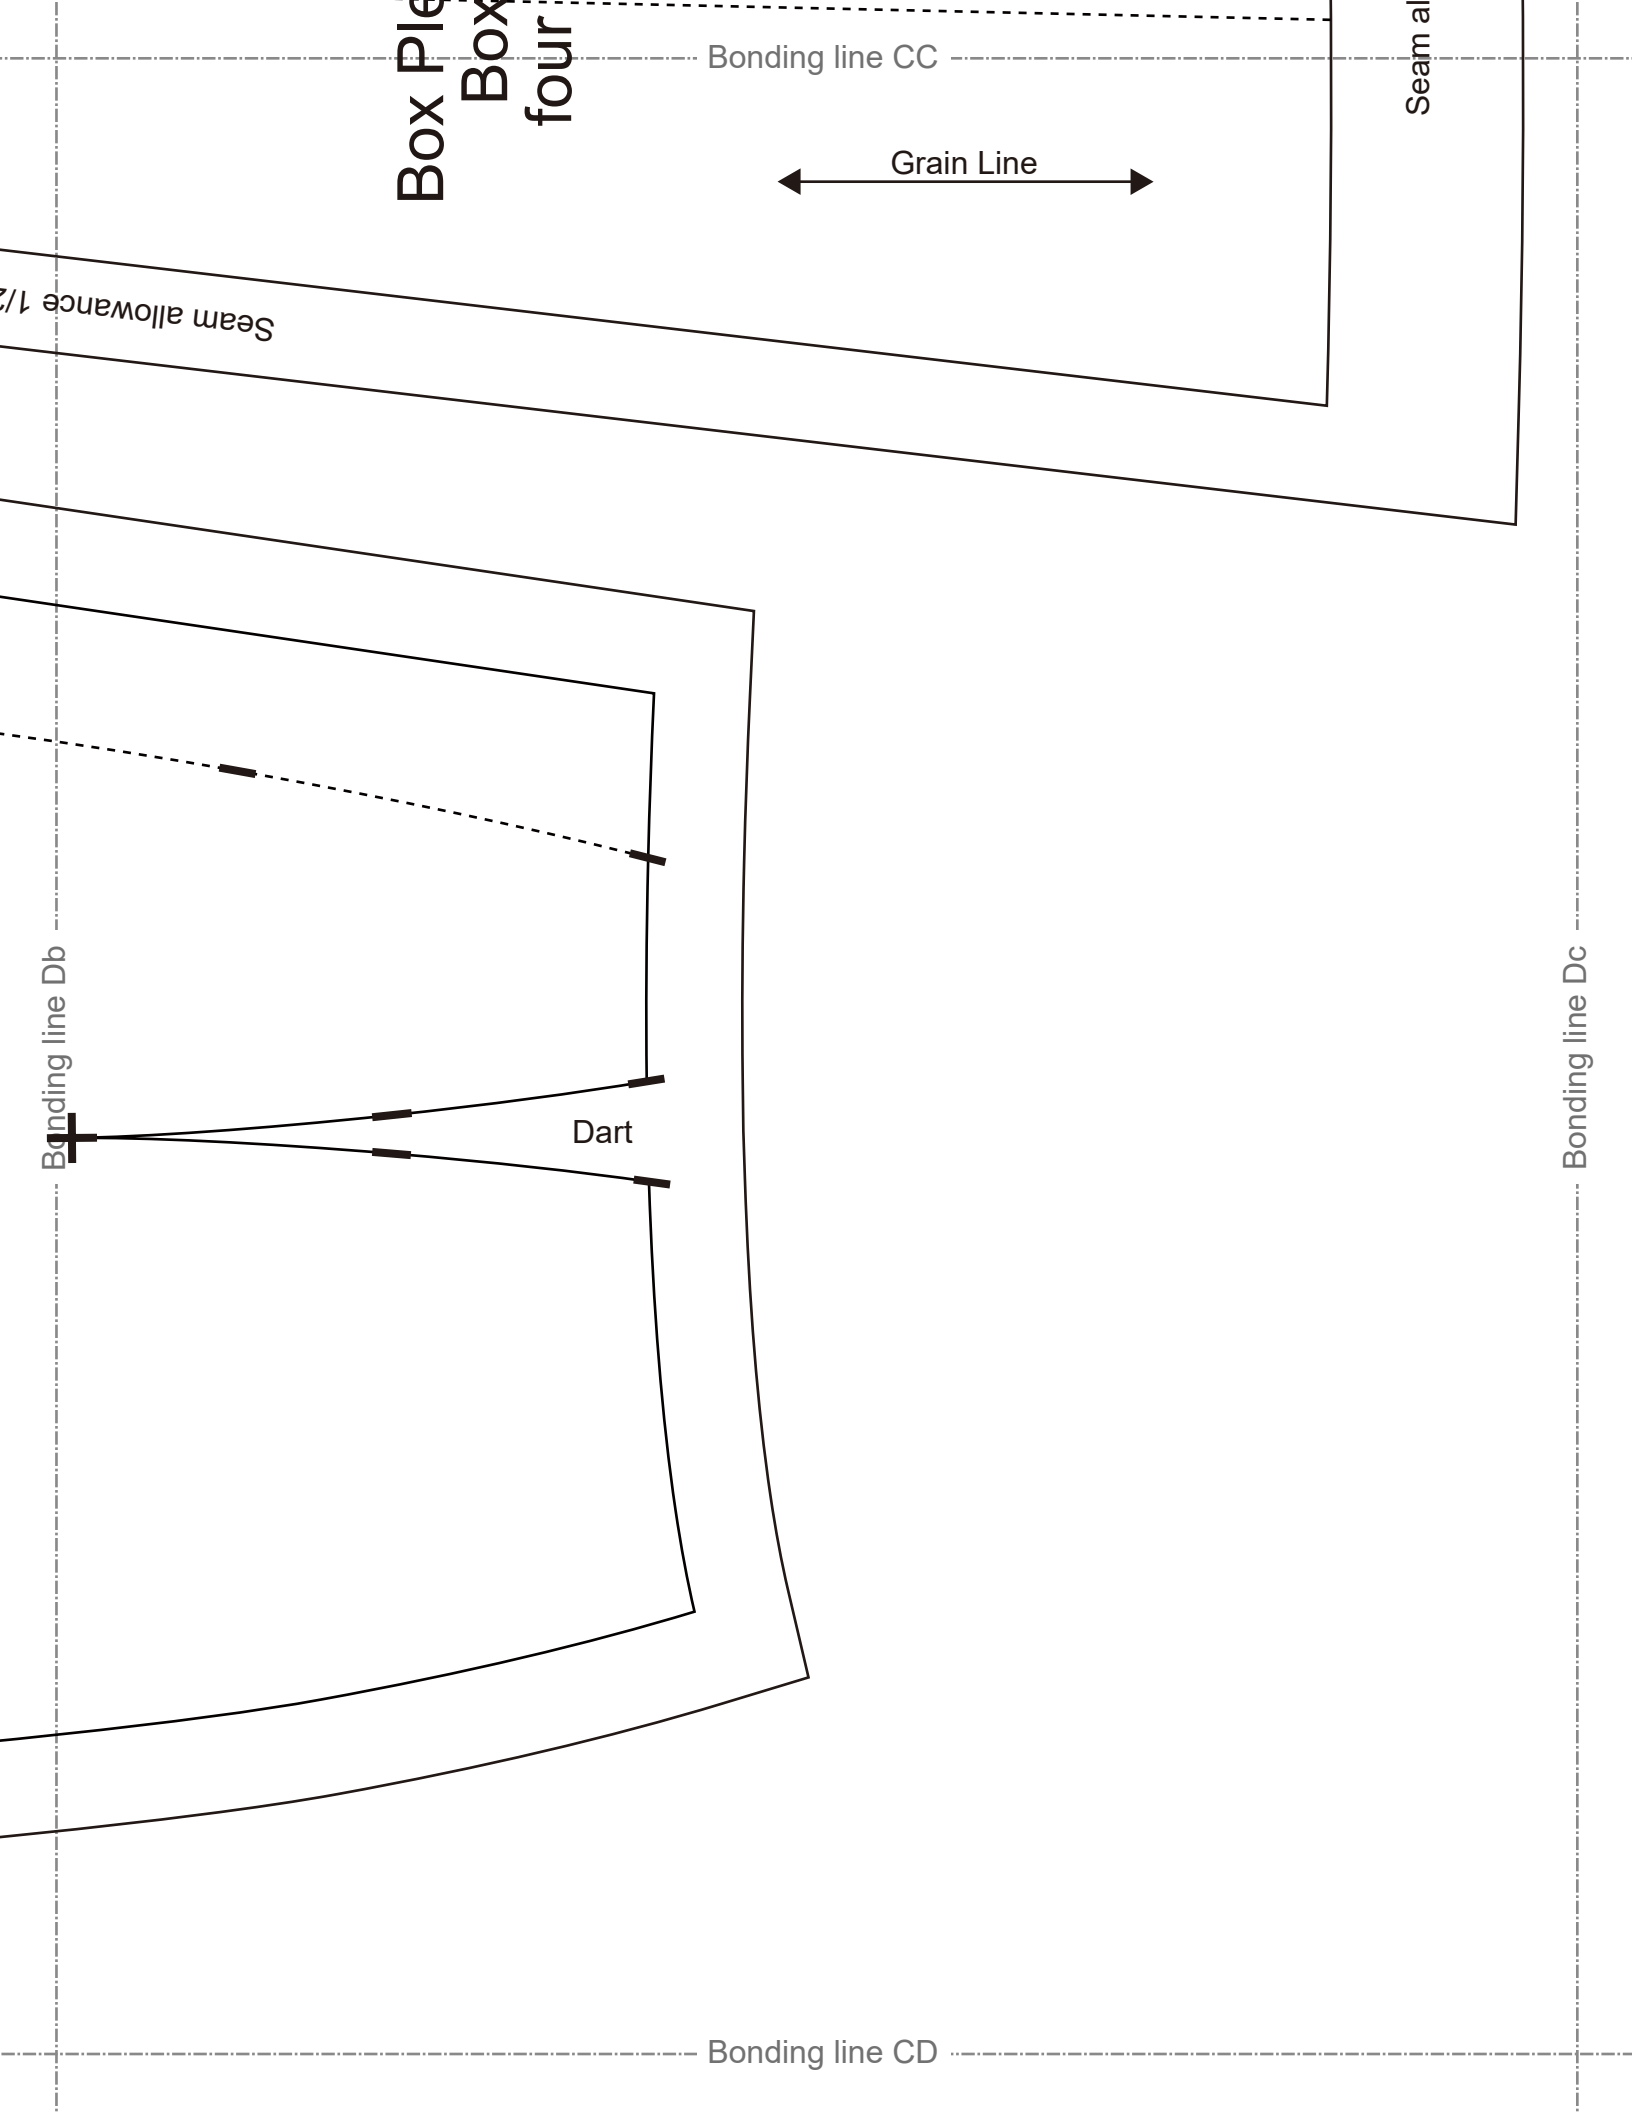 Box Ple
Box
four
Bonding line CC
Seam al
Grain Line
Seam allowance 1/2
Bonding line Db
Bonding line Dc
Dart
Bonding line CD